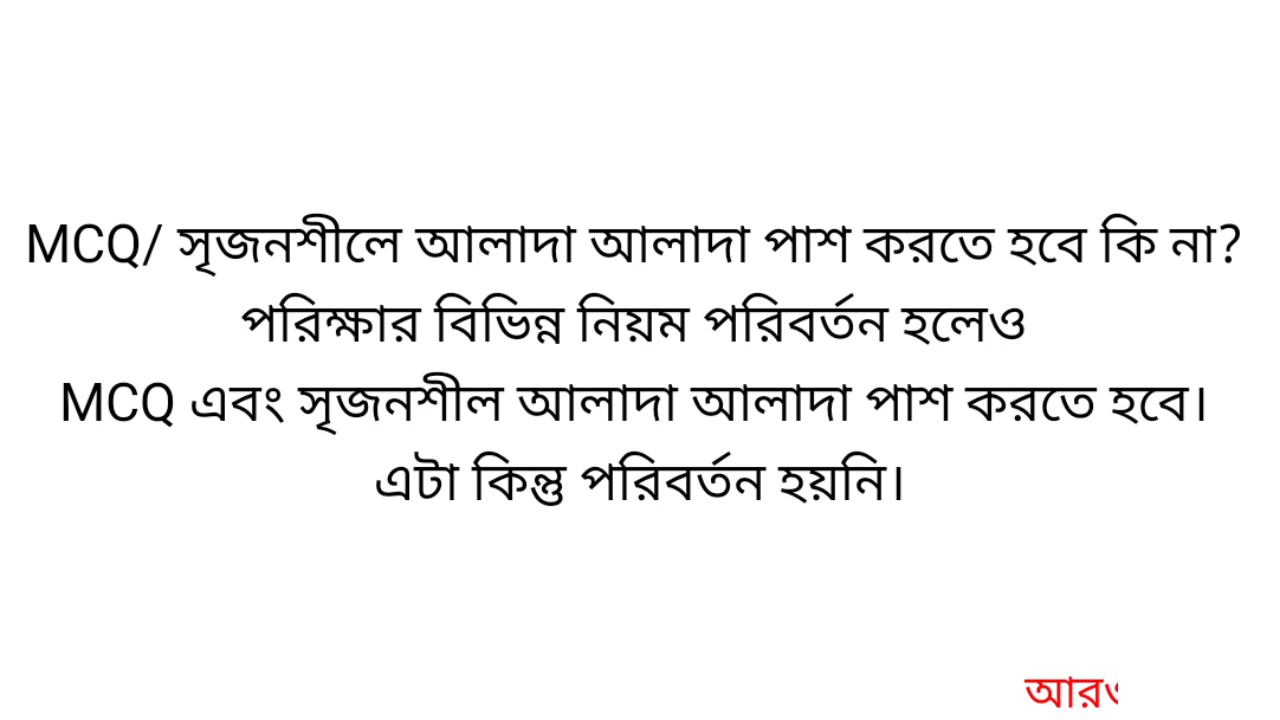 MCQ/ সৃজনশীলে আলাদা আলাদা পাশ করতে হবে কি না?
পরিক্ষার বিভিন্ন নিয়ম পরিবর্তন হলেও
MCQ এবং সৃজনশীল আলাদা আলাদা পাশ করতে হবে।
এটা কিন্তু পরিবর্তন হয়নি।